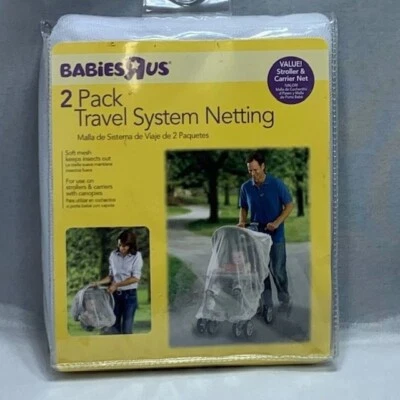 BABIES"R"US
VALUE!
Stroller &
Carrier Net
¡VALOR!
2 Pack
Travel System Netting
Malla de Sistema de Viaje de 2 Paquetes
Soft mesh
keeps insects out
For use on
strollers & carriers
with canopies